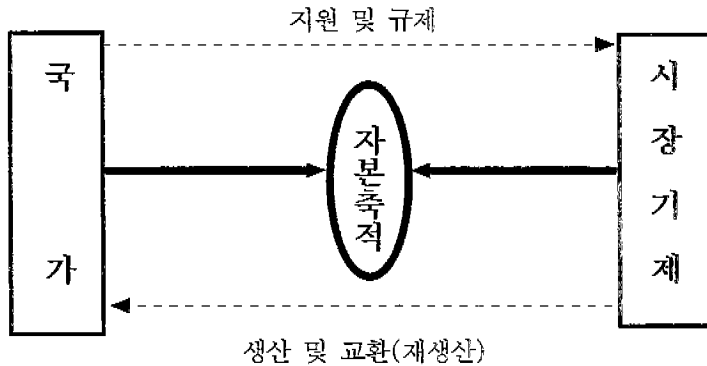 지원 및 규제
국가
자본축적
시장기제
생산 및 교환(재생산)